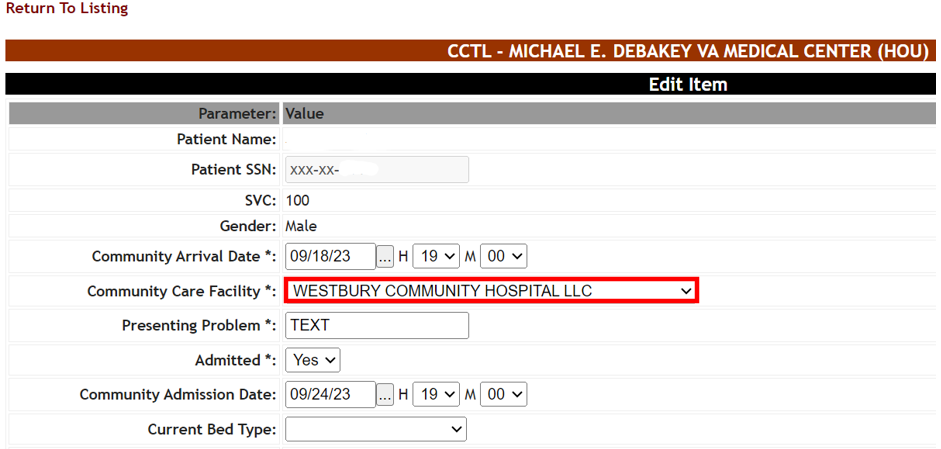 Return To Listing
CCTL - MICHAEL E. DEBAKEY VA MEDICAL CENTER (HOU)
Edit Item
Parameter: Value
Patient Name:
Patient SSN: xxx-xx-
SVC: 100
Gender: Male
Community Arrival Date *: 09/18/23 ... H 19 M 00
Community Care Facility *: WESTBURY COMMUNITY HOSPITAL LLC
Presenting Problem *: TEXT
Admitted *: Yes
Community Admission Date: 09/24/23 ... H 19 M 00
Current Bed Type: